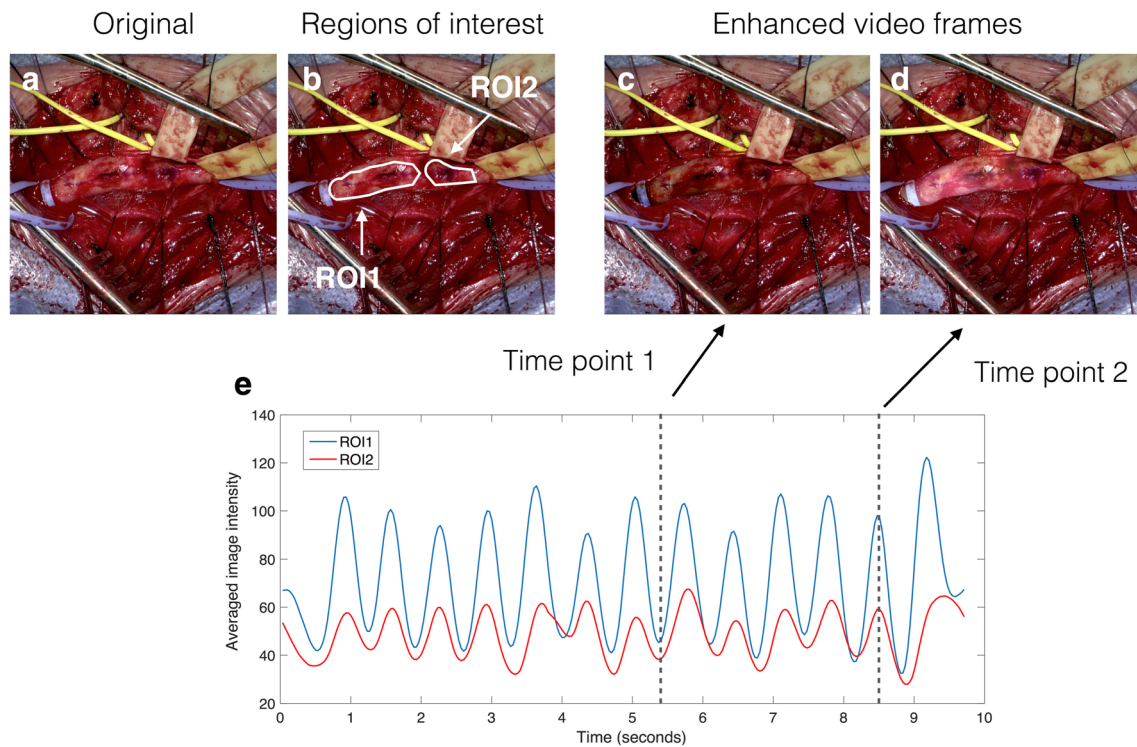 Original
Regions of interest
Enhanced video frames
a
b
ROI2
ROI1
c
d
Time point 1
Time point 2
e
140
120
100
80
60
40
20
Averaged image intensity
ROI1
ROI2
0 1 2 3 4 5 6 7 8 9 10
Time (seconds)